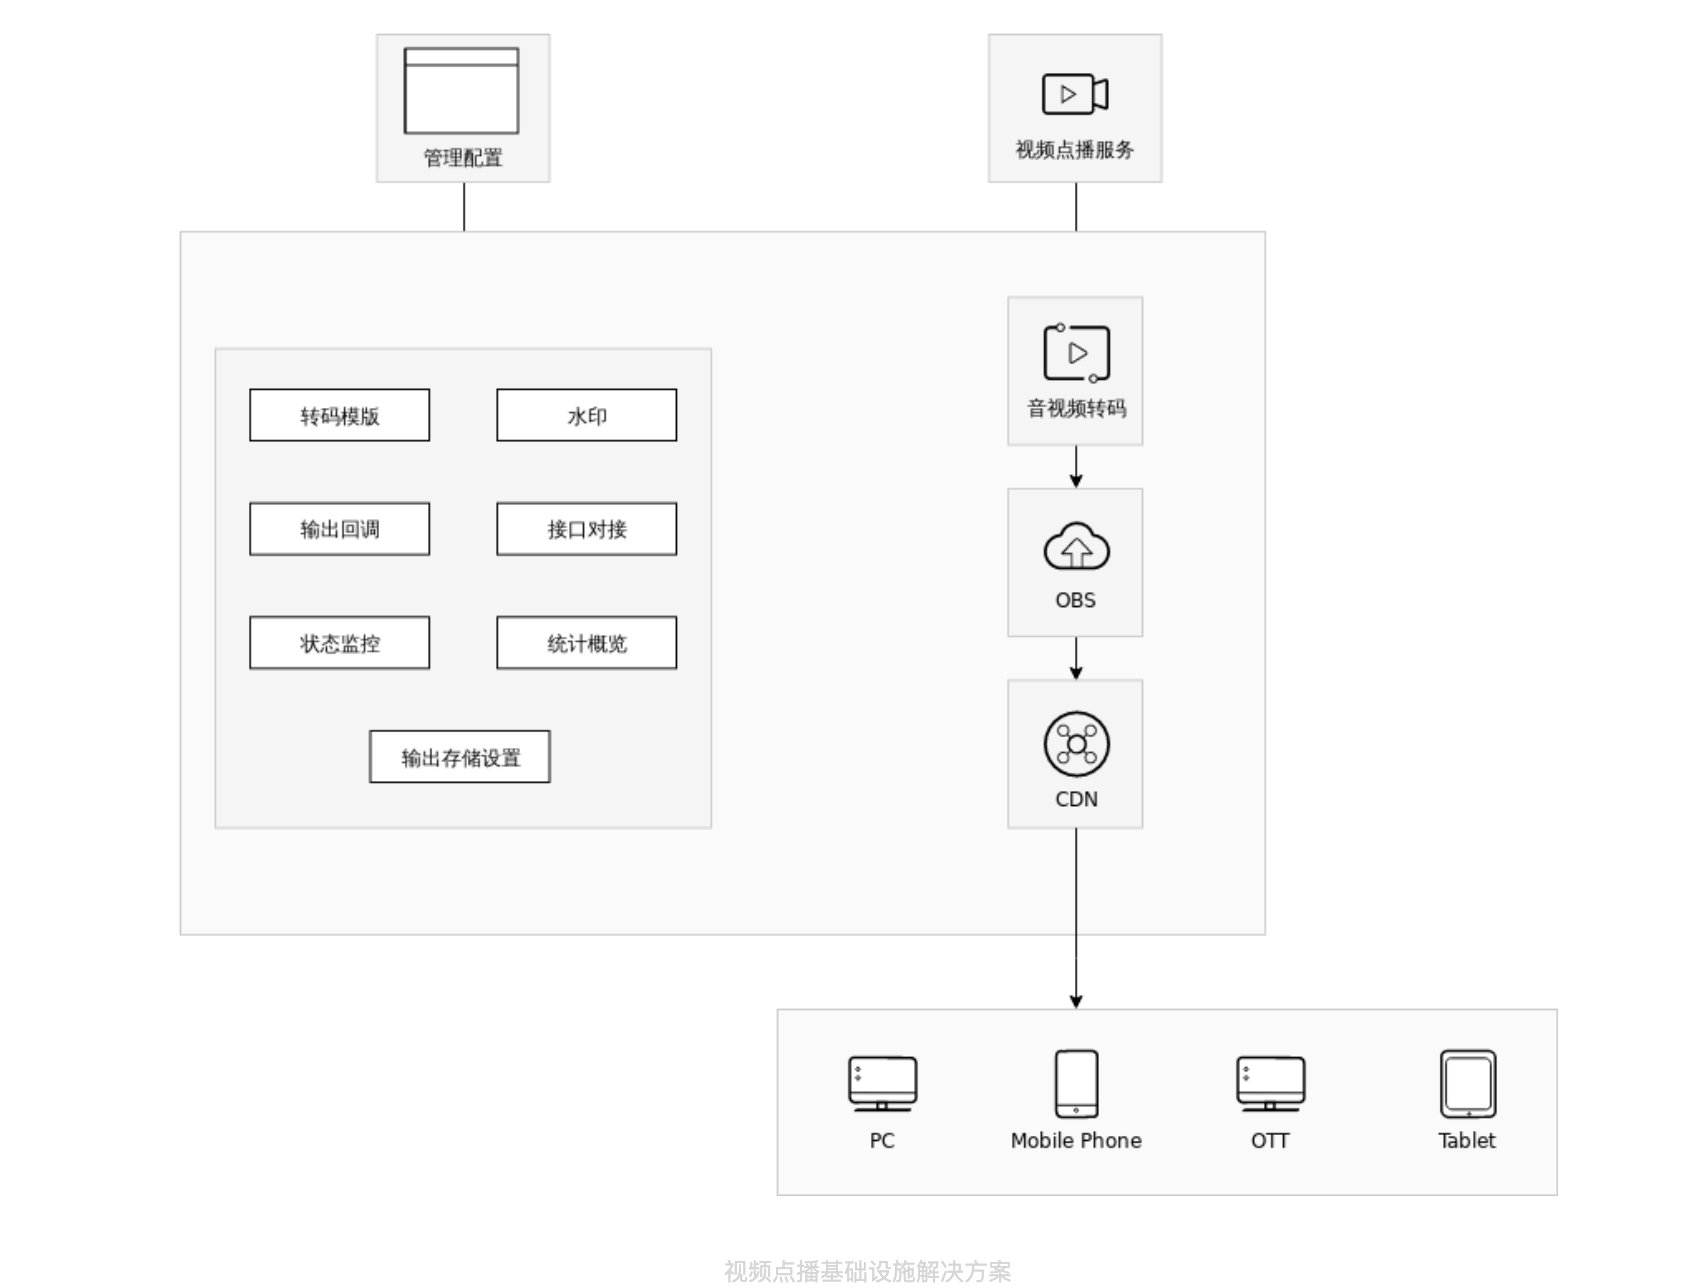 管理配置
视频点播服务
转码模版
水印
输出回调
接口对接
状态监控
统计概览
输出存储设置
音视频转码
OBS
CDN
PC
Mobile Phone
OTT
Tablet
视频点播基础设施解决方案